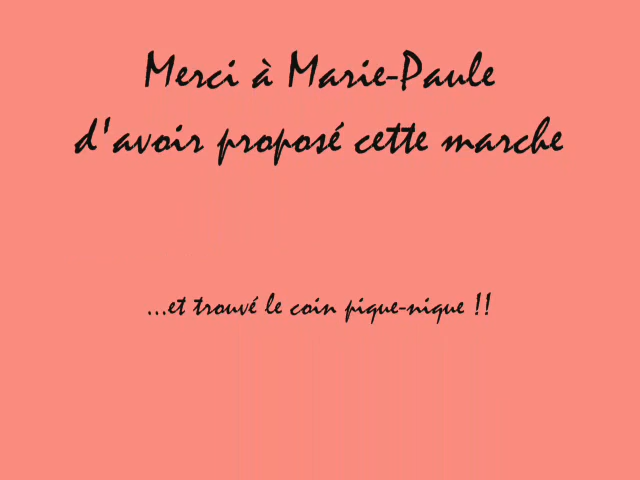 Merci à Marie-Paule
d'avoir proposé cette marche
...et trouvé le coin pique-nique !!